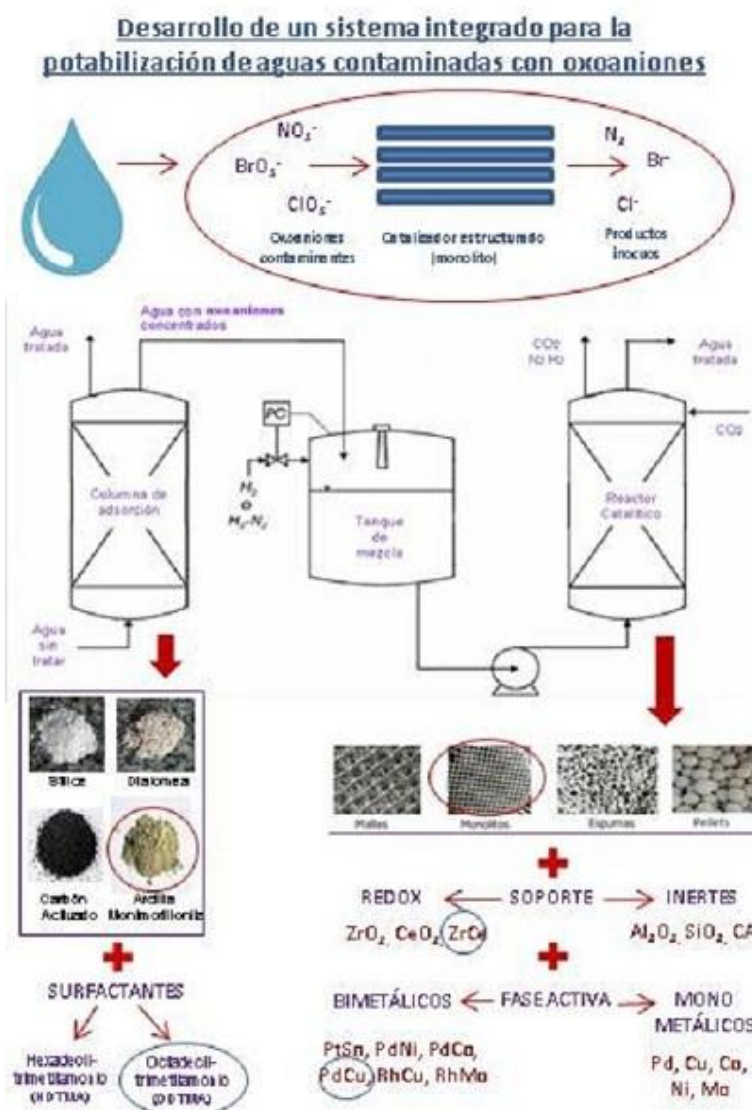 Desarrollo de un sistema integrado para la
potabilización de aguas contaminadas con oxoaniones
NO₃⁻
BrO₃⁻
ClO₃⁻
Oxoaniones
contaminantes
Catalizador estructurado
(monolito)
N₂
Br⁻
Cl⁻
Productos
inocuos
Agua con oxoaniones
concentrados
Agua
tratada
Columna de
adsorción
Agua
sin
tratar
PC
H₂
o
H₂-N₂
Tanque
de
mezcla
CO2
N2 H2
Agua
tratada
CO2
Reactor
Catalítico
Sílice
Diatomea
Carbón
Activado
Arcilla
Monimorillonita
SURFACTANTES
Hexadecil-
trimetilamonio
(HDTMA)
Octadecil-
trimetilamonio
(ODTMA)
Mallas
Monolitos
Espumas
Pellets
REDOX
SOPORTE
INERTES
ZrO₂, CeO₂, ZrCe
Al₂O₃, SiO₂, CA
BIMETÁLICOS
FASE ACTIVA
MONO
METÁLICOS
PtSn, PdNi, PdCo,
PdCu, RhCu, RhMo
Pd, Cu, Co,
Ni, Mo